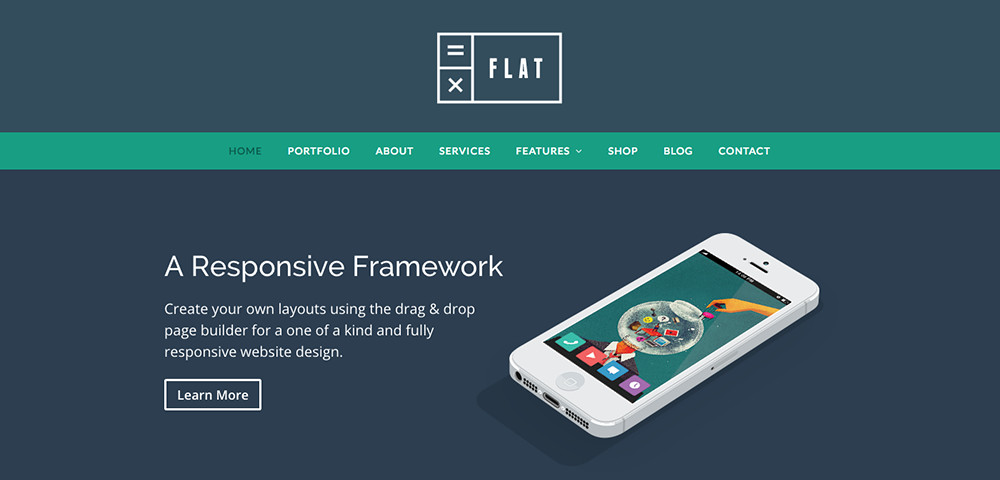 FLAT
HOME PORTFOLIO ABOUT SERVICES FEATURES SHOP BLOG CONTACT
A Responsive Framework
Create your own layouts using the drag & drop
page builder for a one of a kind and fully
responsive website design.
Learn More